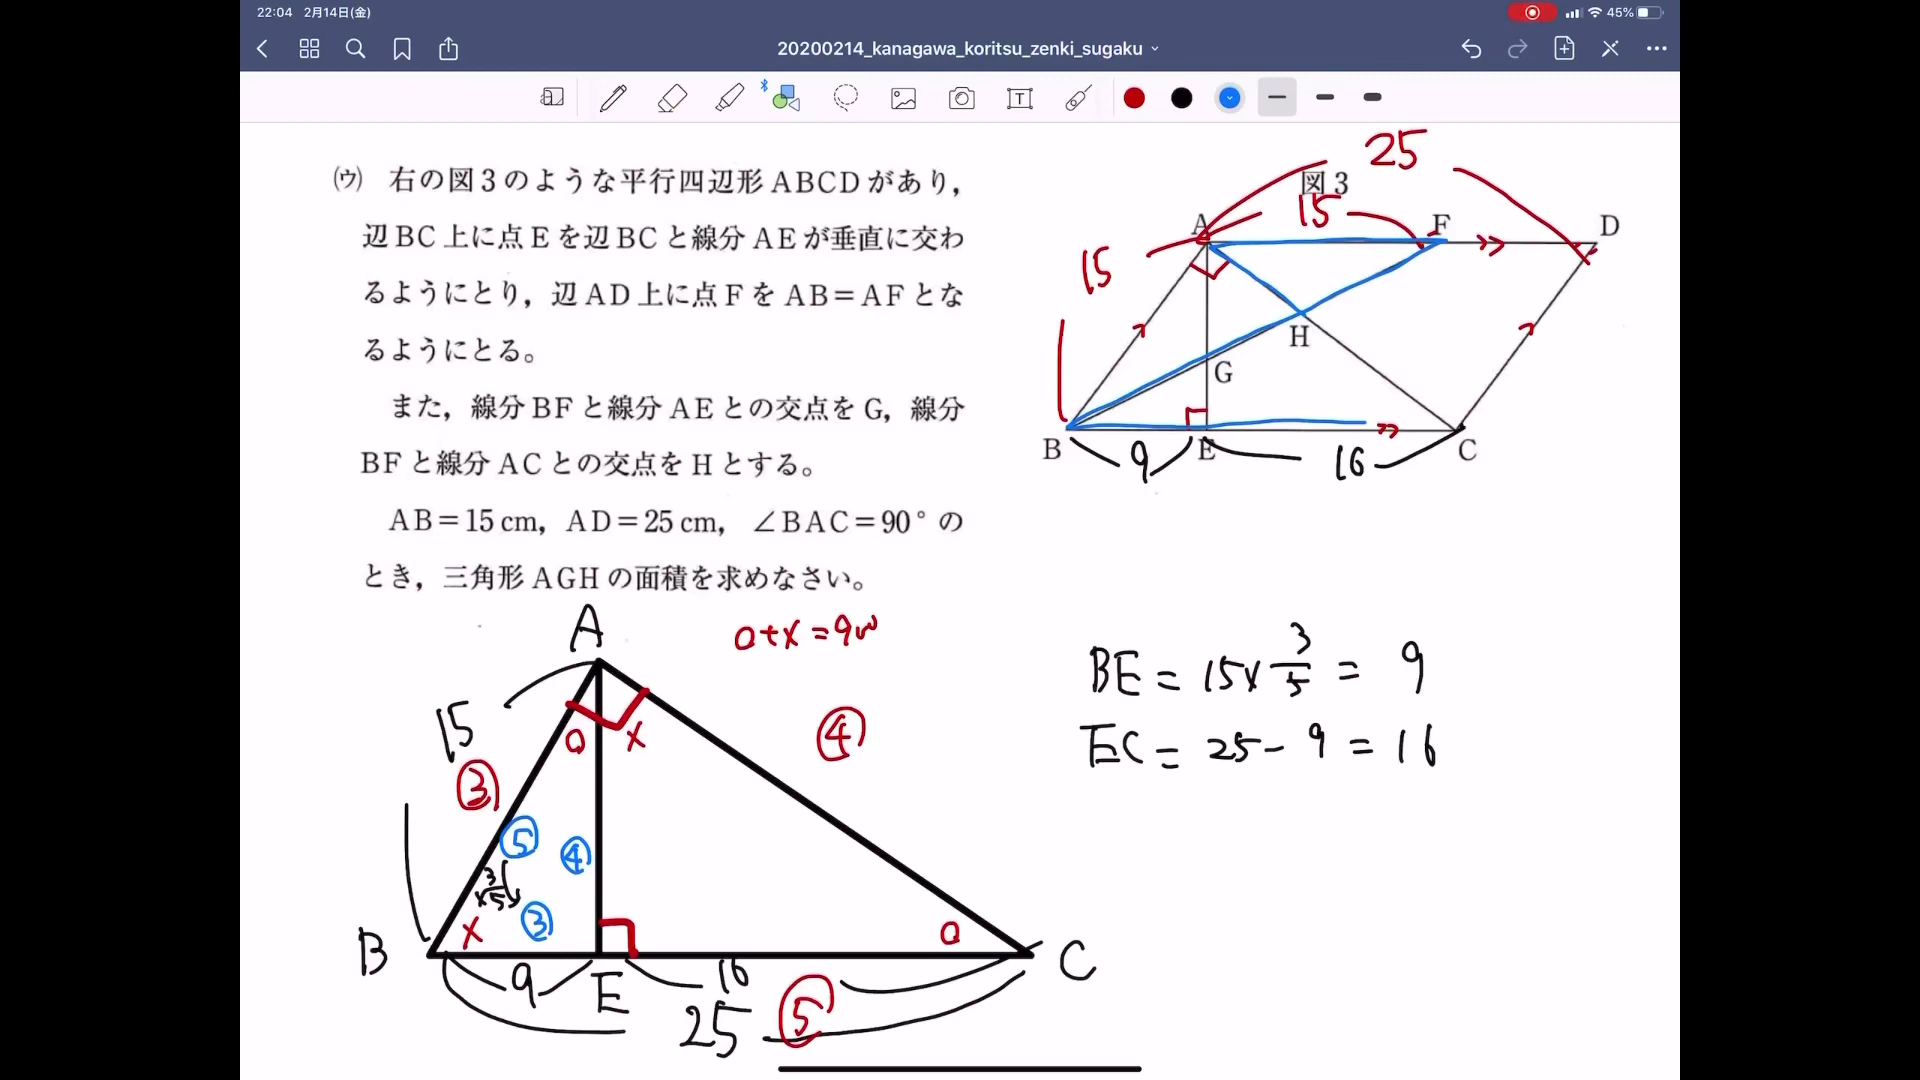 22:04 2月14日(金)
45%
20200214_kanagawa_koritsu_zenki_sugaku
(ウ) 右の図3のような平行四辺形ABCDがあり，
辺BC上に点Eを辺BCと線分AEが垂直に交わ
るようにとり，辺AD上に点FをAB＝AFとな
るようにとる。
また，線分BFと線分AEとの交点をG，線分
BFと線分ACとの交点をHとする。
AB＝15cm，AD＝25cm，∠BAC＝90°の
とき，三角形AGHの面積を求めなさい。
25
図3
15
A
F
D
15
H
G
B
9
E
16
C
A
○+×=90°
15
○
×
④
③
⑤
④
×3/5
③
×
○
B
9
E
16
C
25
⑤
BE = 15×3/5 = 9
EC = 25-9 = 16